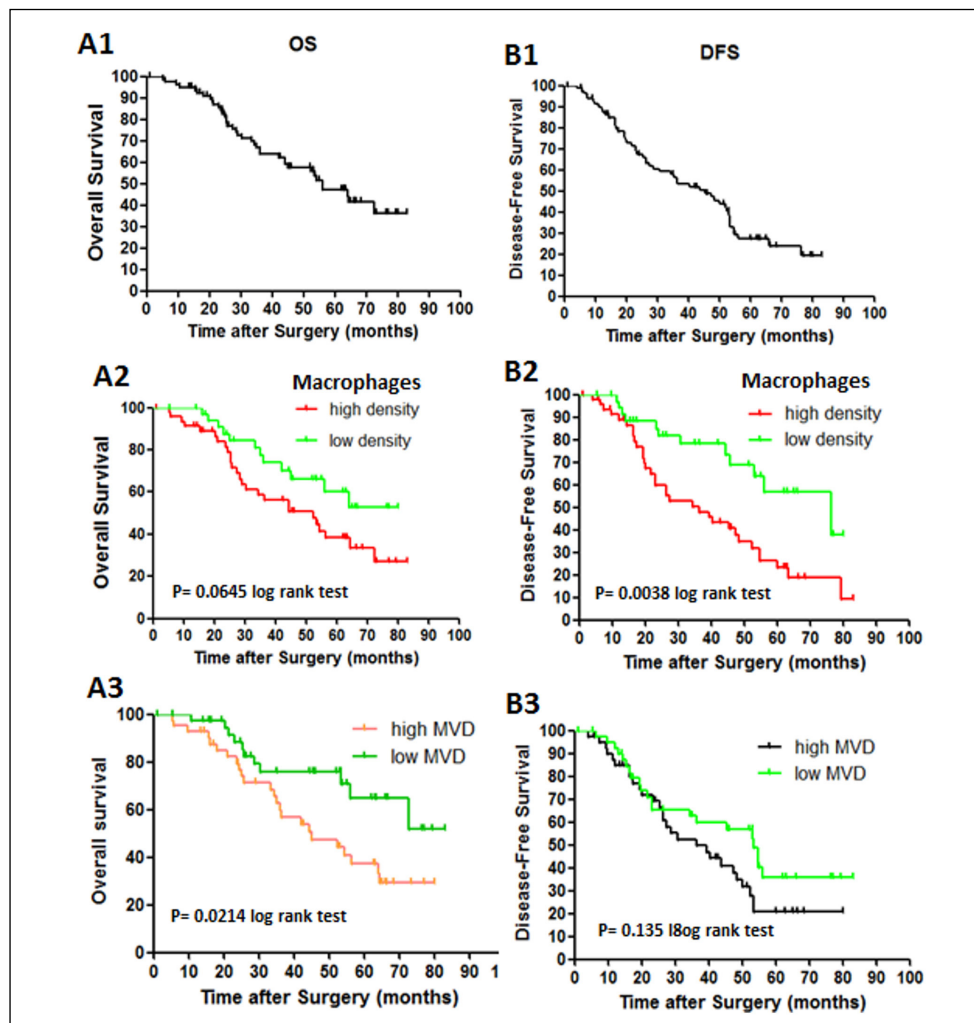 A1
OS
Overall Survival
100
90
80
70
60
50
40
30
20
10
0
0 10 20 30 40 50 60 70 80 90 100
Time after Surgery (months)
B1
DFS
Disease-Free Survival
100
90
80
70
60
50
40
30
20
10
0
0 10 20 30 40 50 60 70 80 90 100
Time after Surgery (months)
A2
Macrophages
high density
low density
Overall Survival
100
80
60
40
20
0
P= 0.0645 log rank test
0 10 20 30 40 50 60 70 80 90 100
Time after Surgery (months)
B2
Macrophages
high density
low density
Disease-Free Survival
100
90
80
70
60
50
40
30
20
10
0
P= 0.0038 log rank test
0 10 20 30 40 50 60 70 80 90 100
Time after Surgery (months)
A3
high MVD
low MVD
Overall survival
100
80
60
40
20
0
P= 0.0214 log rank test
0 10 20 30 40 50 60 70 80 90 1
Time after Surgery (months)
B3
high MVD
low MVD
Disease-Free Survival
100
90
80
70
60
50
40
30
20
10
0
P= 0.135 l8og rank test
0 10 20 30 40 50 60 70 80 90 100
Time after Surgery (months)